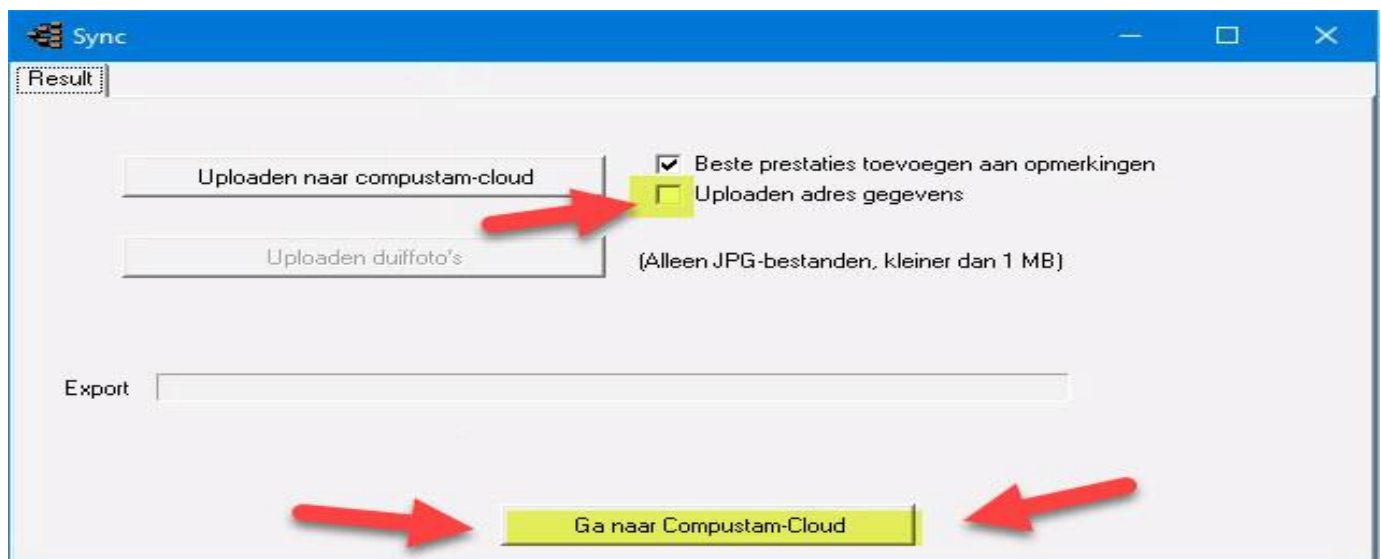 Sync
Result
Uploaden naar compustam-cloud
Beste prestaties toevoegen aan opmerkingen
Uploaden adres gegevens
Uploaden duiffoto's
(Alleen JPG-bestanden, kleiner dan 1 MB)
Export
Ga naar Compustam-Cloud